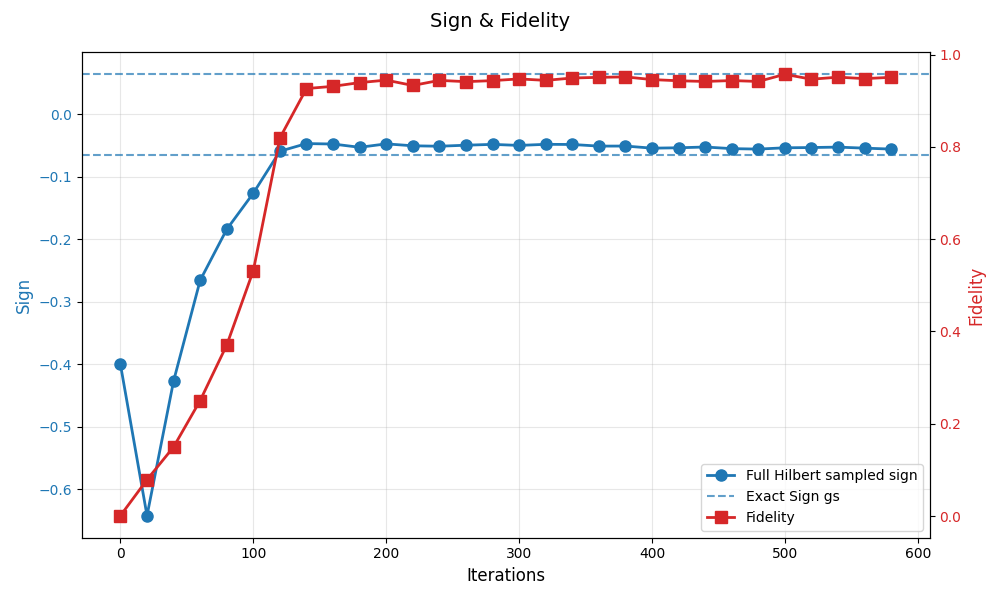 Sign & Fidelity
0.0
−0.1
−0.2
−0.3
−0.4
−0.5
−0.6
Sign
1.0
0.8
0.6
0.4
0.2
0.0
Fidelity
Full Hilbert sampled sign
Exact Sign gs
Fidelity
0
100
200
300
400
500
600
Iterations